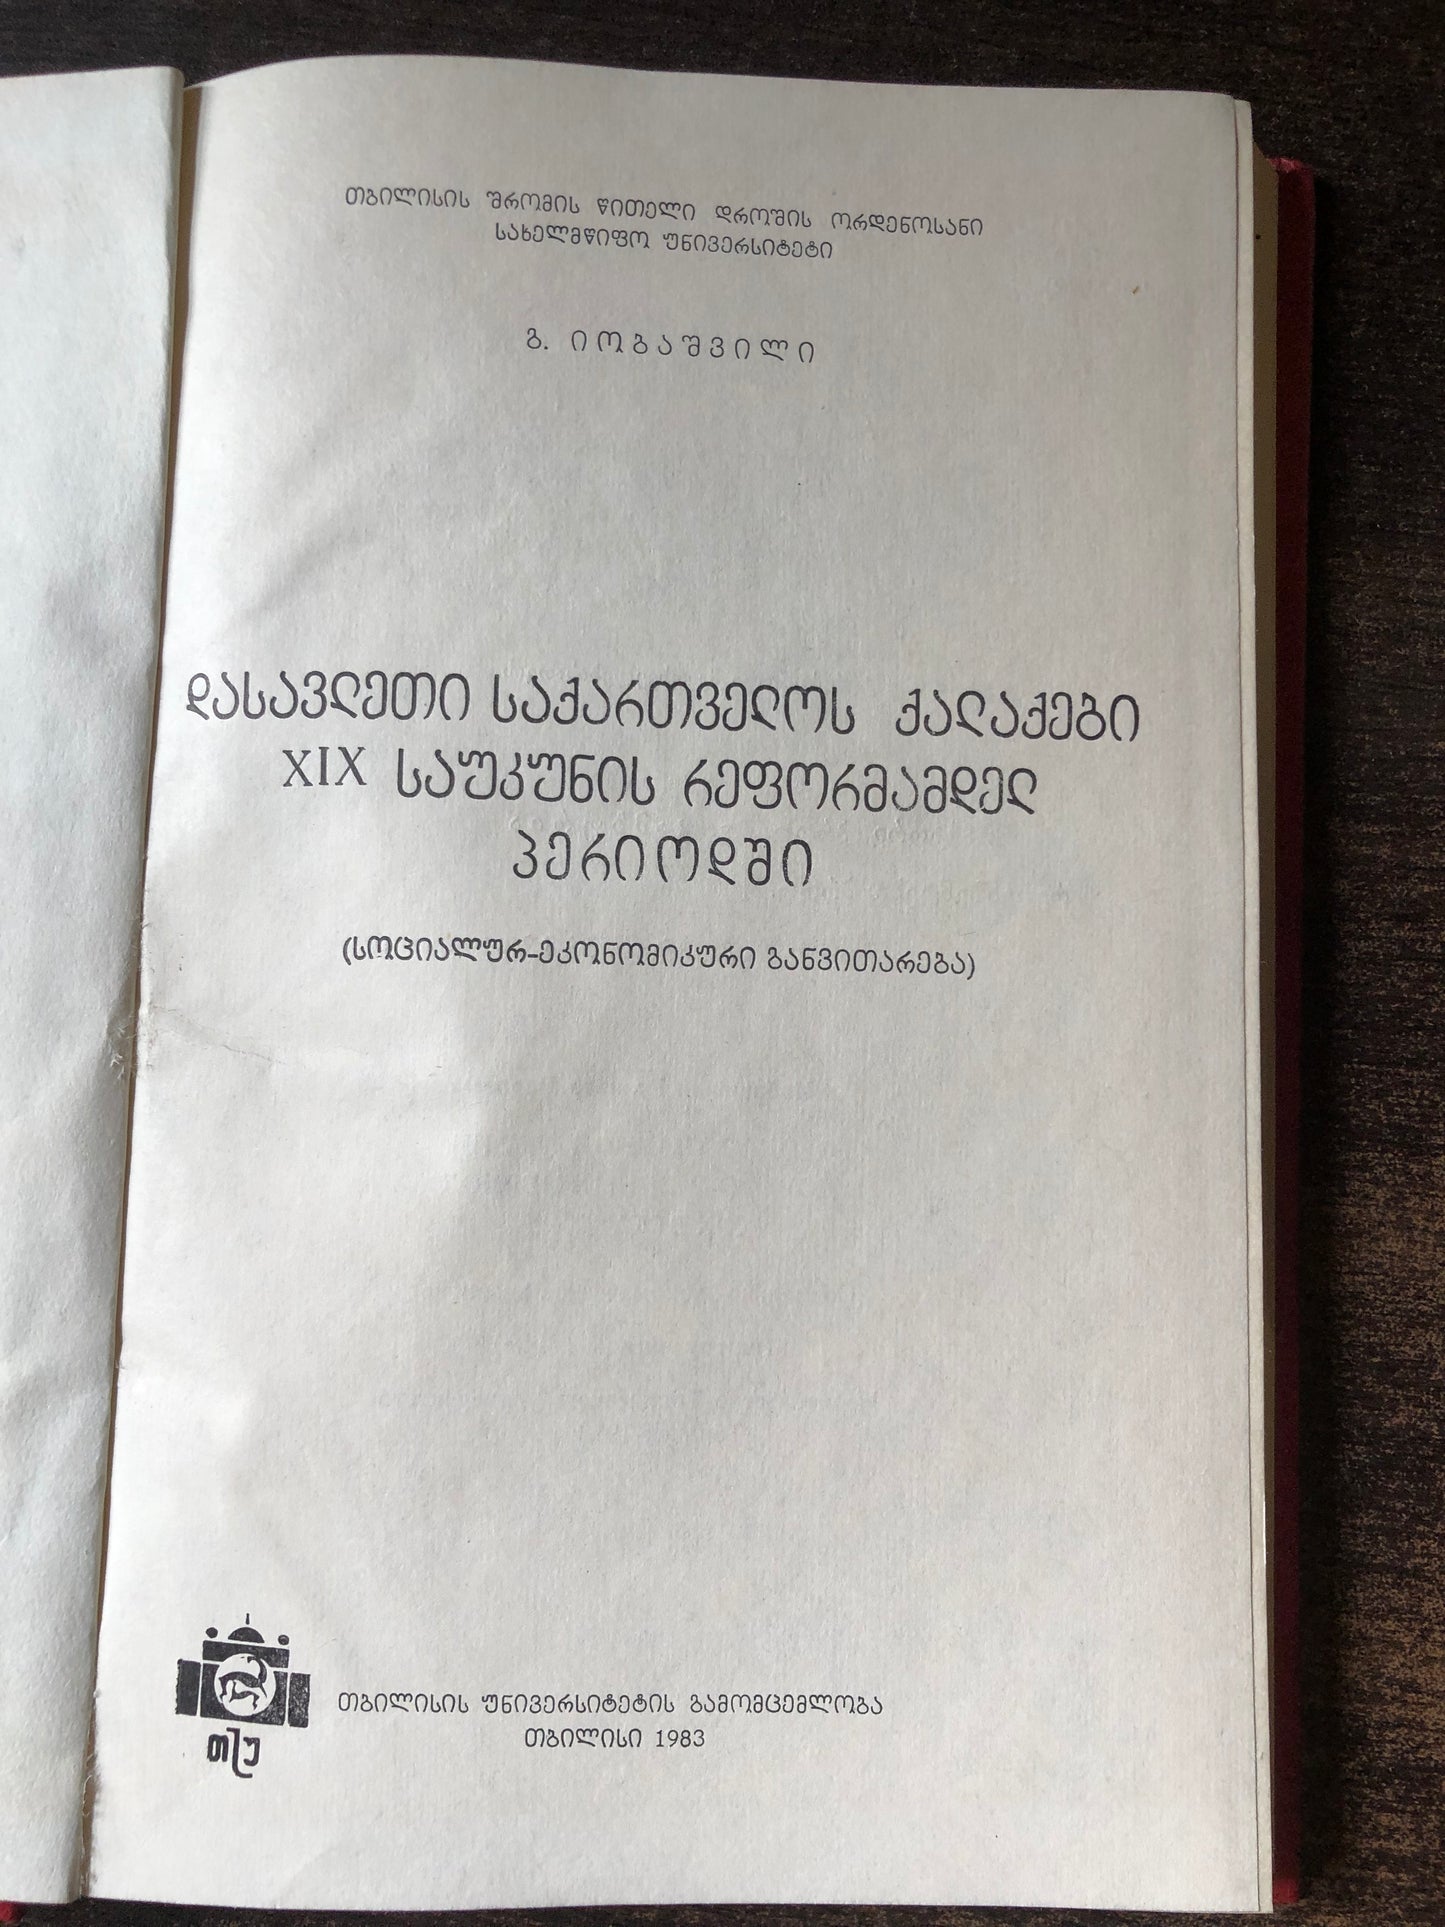 თბილისის შრომის წითელი დროშის ორდენოსანი
სახელმწიფო უნივერსიტეტი
გ. იობაშვილი
დასავლეთი საქართველოს ქალაქები
XIX საუკუნის რეფორმამდელ
პერიოდში
(სოციალურ-ეკონომიკური განვითარება)
თბილისის უნივერსიტეტის გამომცემლობა
თბილისი 1983
თსუ